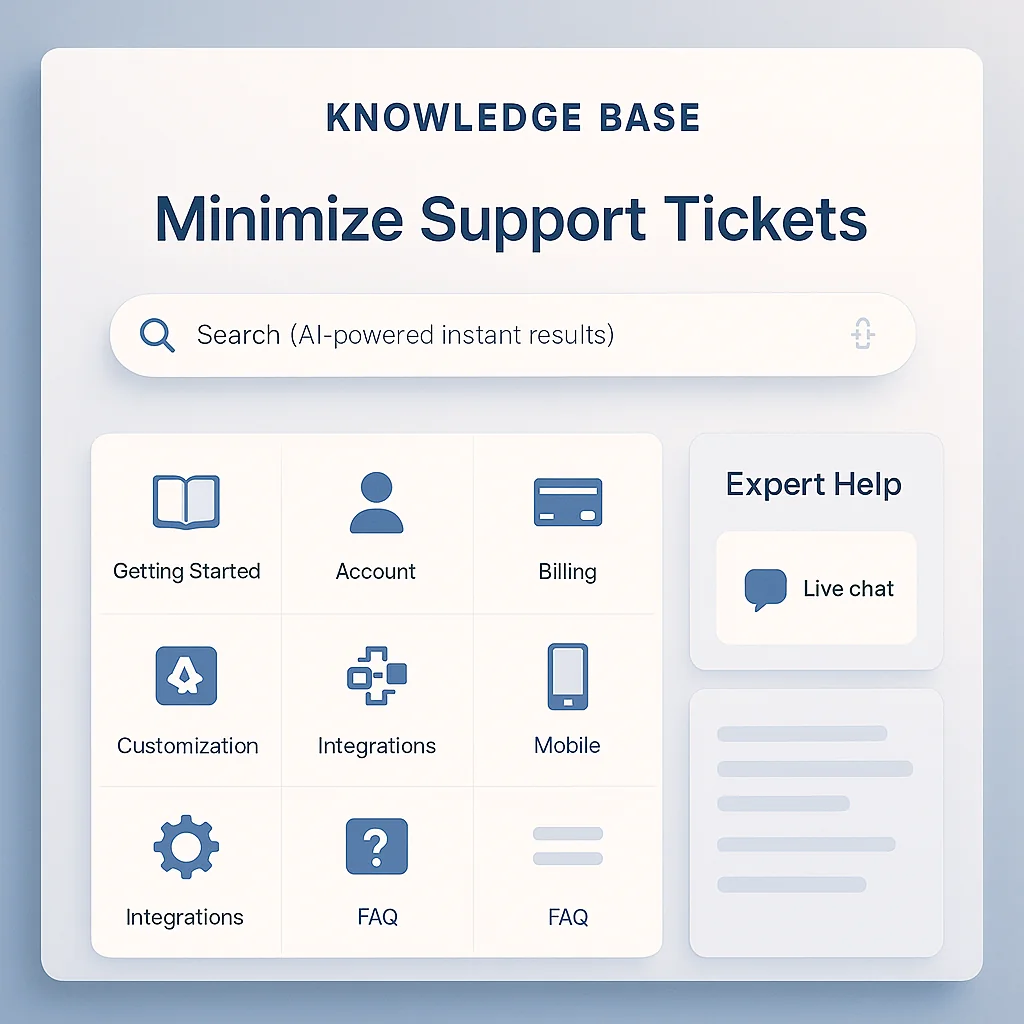 KNOWLEDGE BASE
Minimize Support Tickets
Search (AI-powered instant results)
Getting Started
Account
Billing
Expert Help
Live chat
Customization
Integrations
Mobile
Integrations
?
FAQ
FAQ